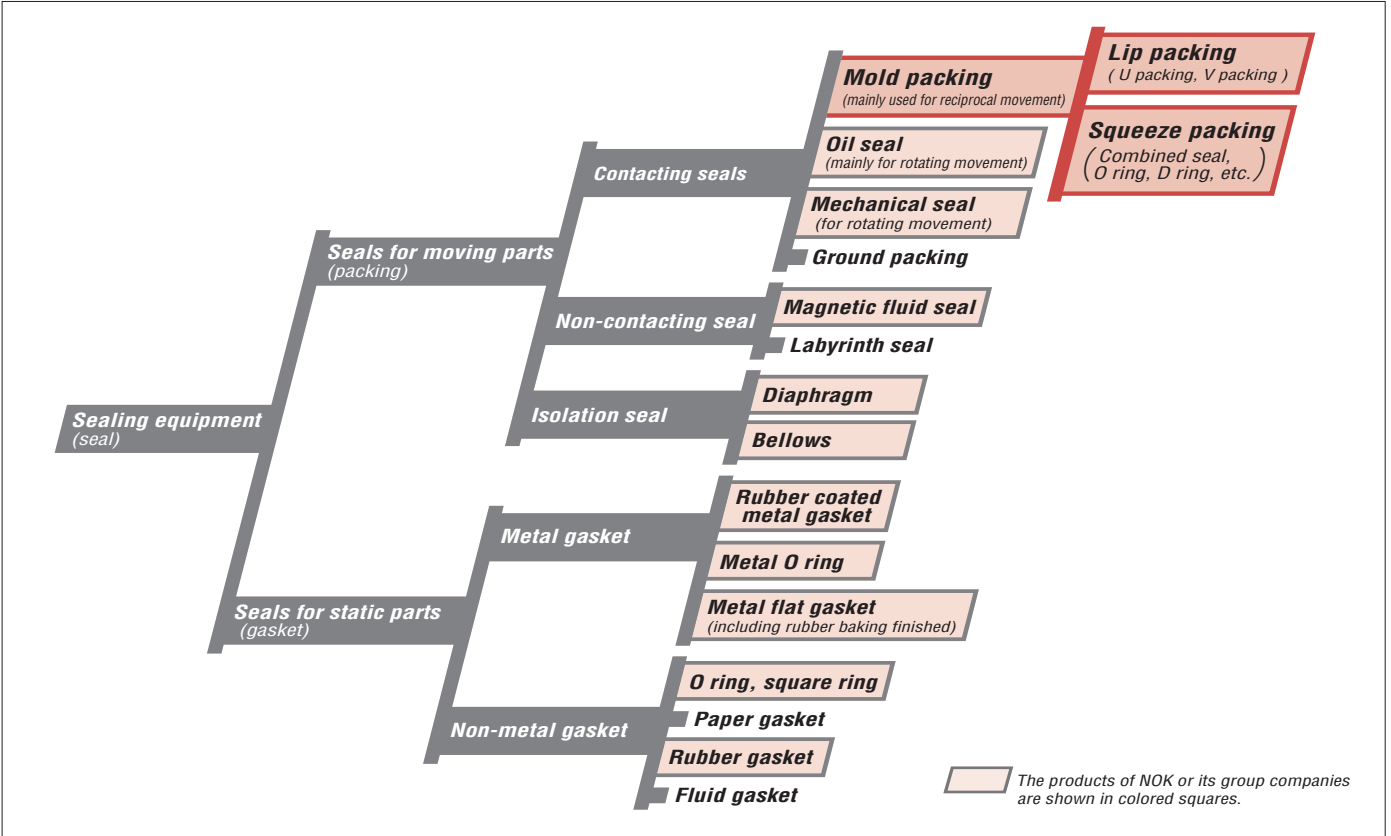 Sealing equipment
(seal)
Seals for moving parts
(packing)
Contacting seals
Mold packing
(mainly used for reciprocal movement)
Lip packing
( U packing, V packing )
Squeeze packing
(Combined seal,
O ring, D ring, etc.)
Oil seal
(mainly for rotating movement)
Mechanical seal
(for rotating movement)
Ground packing
Non-contacting seal
Magnetic fluid seal
Labyrinth seal
Isolation seal
Diaphragm
Bellows
Seals for static parts
(gasket)
Metal gasket
Rubber coated
metal gasket
Metal O ring
Metal flat gasket
(including rubber baking finished)
Non-metal gasket
O ring, square ring
Paper gasket
Rubber gasket
Fluid gasket
The products of NOK or its group companies
are shown in colored squares.